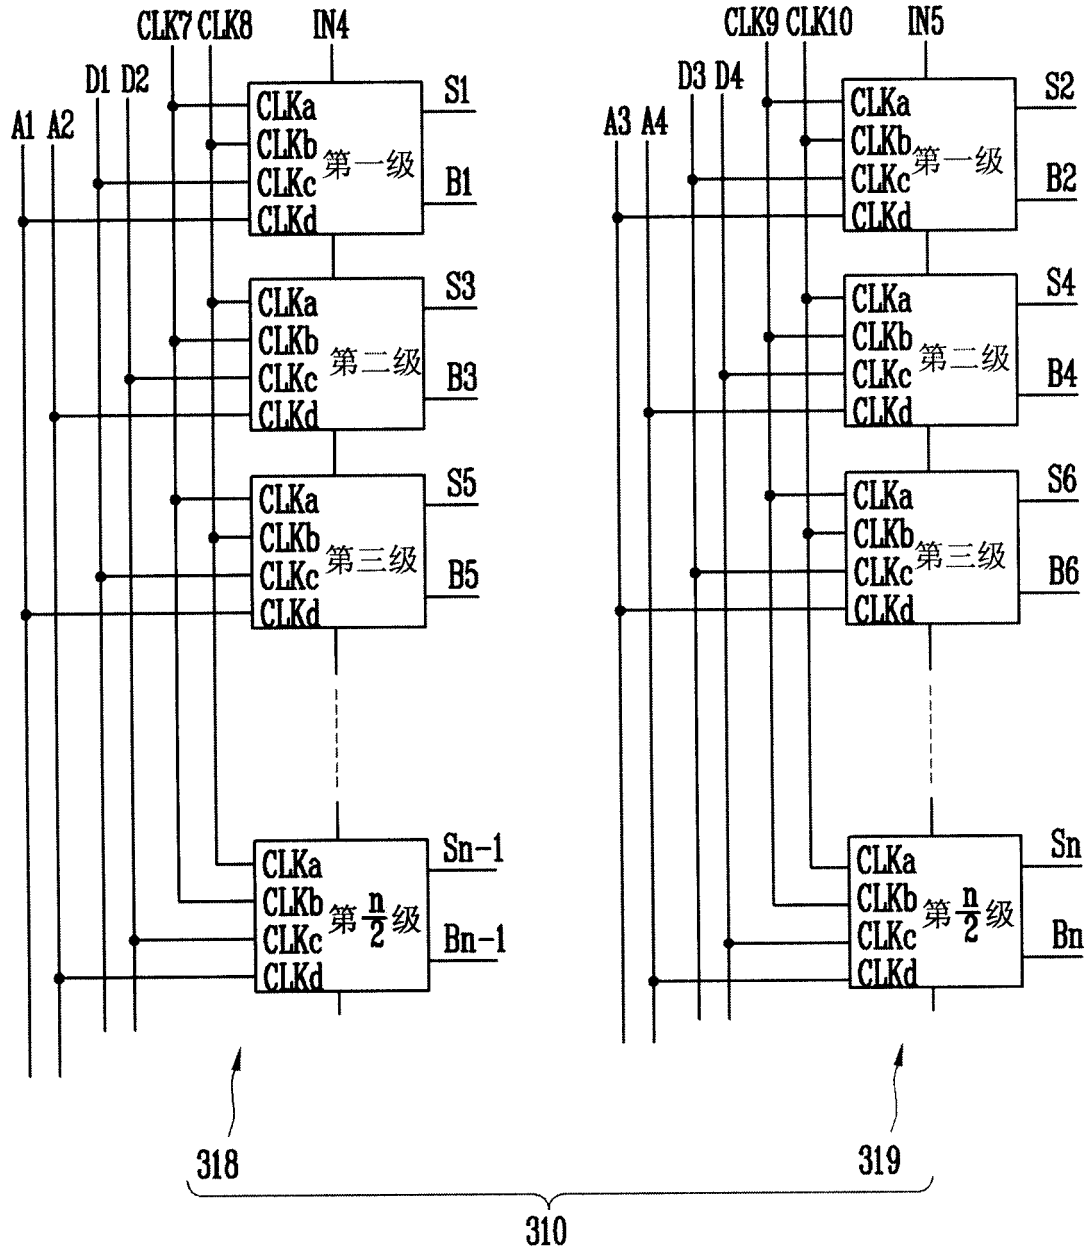 CLK7 CLK8 IN4
D1 D2
A1 A2
CLKa
CLKb
CLKc
CLKd
第一级
S1
B1
CLKa
CLKb
CLKc
CLKd
第二级
S3
B3
CLKa
CLKb
CLKc
CLKd
第三级
S5
B5
CLKa
CLKb
CLKc
CLKd
第n/2级
Sn-1
Bn-1
318
CLK9 CLK10 IN5
D3 D4
A3 A4
CLKa
CLKb
CLKc
CLKd
第一级
S2
B2
CLKa
CLKb
CLKc
CLKd
第二级
S4
B4
CLKa
CLKb
CLKc
CLKd
第三级
S6
B6
CLKa
CLKb
CLKc
CLKd
第n/2级
Sn
Bn
319
310